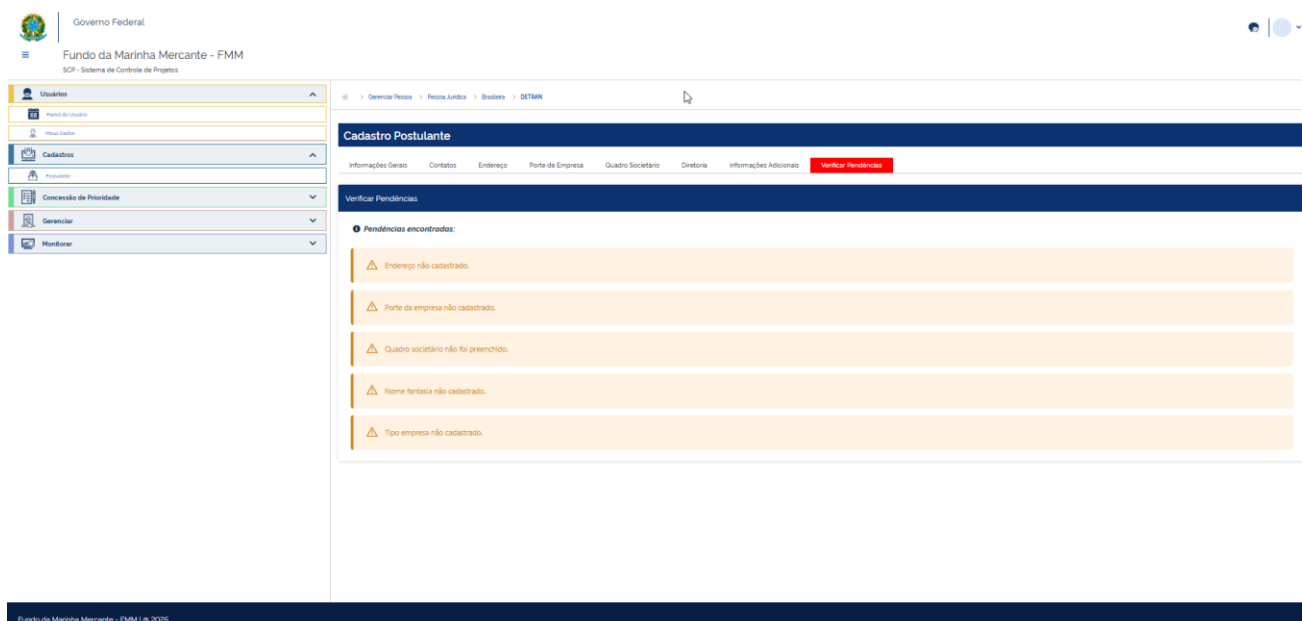 Governo Federal
Fundo da Marinha Mercante - FMM
SCP - Sistema de Controle de Projetos
Usuários
Painel do Usuário
Meus Dados
Cadastros
Postulante
Concessão de Prioridade
Gerenciar
Monitorar
> Gerenciar Pessoa > Pessoa Jurídica > Brasileira > DETRAN
Cadastro Postulante
Informações Gerais Contatos Endereço Porte de Empresa Quadro Societário Diretoria Informações Adicionais Verificar Pendências
Verificar Pendências
Pendências encontradas:
Endereço não cadastrado.
Porte da empresa não cadastrado.
Quadro societário não foi preenchido.
Nome fantasia não cadastrado.
Tipo empresa não cadastrado.
Fundo da Marinha Mercante - FMM | © 2025